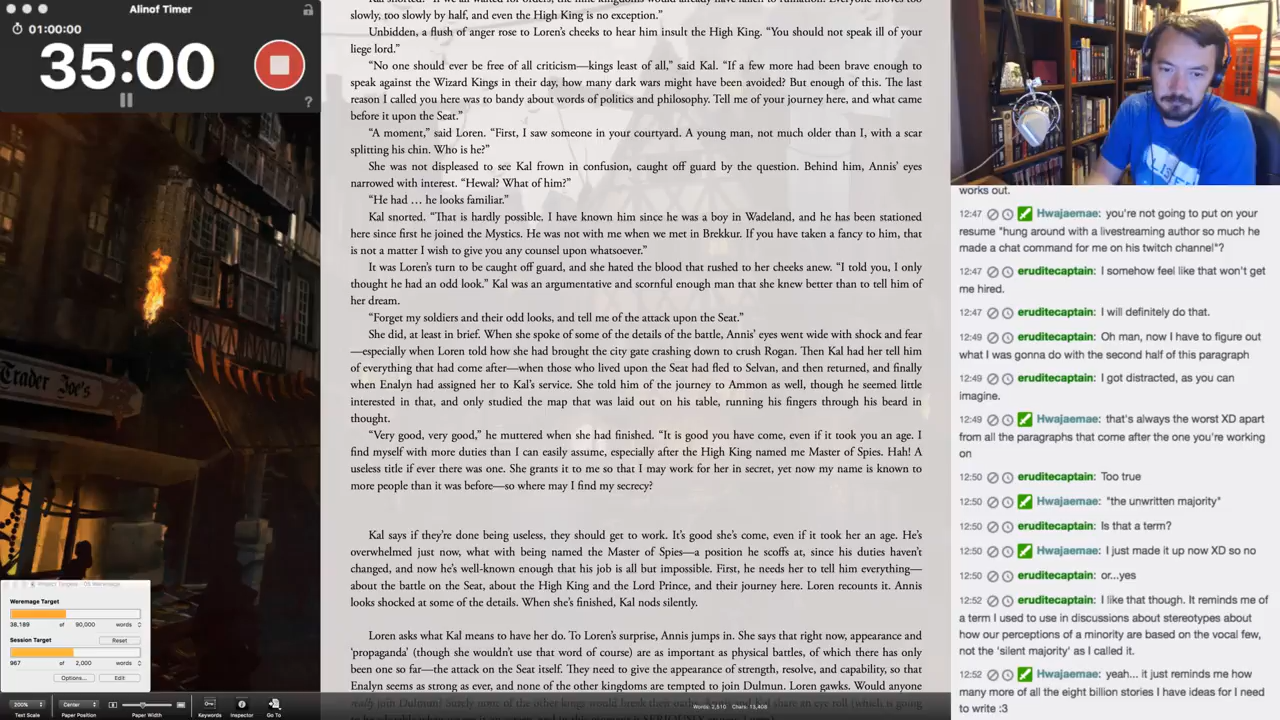 Alinof Timer
01:00:00
35:00
?
Trader Joe's
Project Targets - 05 Weremage
Weremage Target
38,189 of 90,000 words
Session Target
Reset
967 of 2,000 words
Options...
Edit
200%
Center
Text Scale
Paper Position
Paper Width
Keywords
Inspector
Go To
slowly, too slowly by half, and even the High King is no exception.”
Unbidden, a flush of anger rose to Loren’s cheeks to hear him insult the High King. “You should not speak ill of your
liege lord.”
“No one should ever be free of all criticism—kings least of all,” said Kal. “If a few more had been brave enough to
speak against the Wizard Kings in their day, how many dark wars might have been avoided? But enough of this. The last
reason I called you here was to bandy about words of politics and philosophy. Tell me of your journey here, and what came
before it upon the Seat.”
“A moment,” said Loren. “First, I saw someone in your courtyard. A young man, not much older than I, with a scar
splitting his chin. Who is he?”
She was not displeased to see Kal frown in confusion, caught off guard by the question. Behind him, Annis’ eyes
narrowed with interest. “Hewal? What of him?”
“He had … he looks familiar.”
Kal snorted. “That is hardly possible. I have known him since he was a boy in Wadeland, and he has been stationed
here since first he joined the Mystics. He was not with me when we met in Brekkur. If you have taken a fancy to him, that
is not a matter I wish to give you any counsel upon whatsoever.”
It was Loren’s turn to be caught off guard, and she hated the blood that rushed to her cheeks anew. “I told you, I only
thought he had an odd look.” Kal was an argumentative and scornful enough man that she knew better than to tell him of
her dream.
“Forget my soldiers and their odd looks, and tell me of the attack upon the Seat.”
She did, at least in brief. When she spoke of some of the details of the battle, Annis’ eyes went wide with shock and fear
—especially when Loren told how she had brought the city gate crashing down to crush Rogan. Then Kal had her tell him
of everything that had come after—when those who lived upon the Seat had fled to Selvan, and then returned, and finally
when Enalyn had assigned her to Kal’s service. She told him of the journey to Ammon as well, though he seemed little
interested in that, and only studied the map that was laid out on his table, running his fingers through his beard in
thought.
“Very good, very good,” he muttered when she had finished. “It is good you have come, even if it took you an age. I
find myself with more duties than I can easily assume, especially after the High King named me Master of Spies. Hah! A
useless title if ever there was one. She grants it to me so that I may work for her in secret, yet now my name is known to
more people than it was before—so where may I find my secrecy?
Kal says if they’re done being useless, they should get to work. It’s good she’s come, even if it took her an age. He’s
overwhelmed just now, what with being named the Master of Spies—a position he scoffs at, since his duties haven’t
changed, and now he’s well-known enough that his job is all but impossible. First, he needs her to tell him everything—
about the battle on the Seat, about the High King and the Lord Prince, and their journey here. Loren recounts it. Annis
looks shocked at some of the details. When she’s finished, Kal nods silently.
Loren asks what Kal means to have her do. To Loren’s surprise, Annis jumps in. She says that right now, appearance and
‘propaganda’ (though she wouldn’t use that word of course) are as important as physical battles, of which there has only
been one so far—the attack on the Seat itself. They need to give the appearance of strength, resolve, and capability, so that
Enalyn seems as strong as ever, and none of the other kingdoms are tempted to join Dulmun. Loren gawks. Would anyone
Words: 2,510 Chars: 13,408
works out.
12:47 Hwajaemae: you're not going to put on your
resume "hung around with a livestreaming author so much he
made a chat command for me on his twitch channel"?
12:47 eruditecaptain: I somehow feel like that won't get
me hired.
12:47 eruditecaptain: I will definitely do that.
12:49 eruditecaptain: Oh man, now I have to figure out
what I was gonna do with the second half of this paragraph
12:49 eruditecaptain: I got distracted, as you can
imagine.
12:49 Hwajaemae: that's always the worst XD apart
from all the paragraphs that come after the one you're working
on
12:50 eruditecaptain: Too true
12:50 Hwajaemae: "the unwritten majority"
12:50 eruditecaptain: Is that a term?
12:50 Hwajaemae: I just made it up now XD so no
12:50 eruditecaptain: or...yes
12:52 eruditecaptain: I like that though. It reminds me of
a term I used to use in discussions about stereotypes about
how our perceptions of a minority are based on the vocal few,
not the 'silent majority' as I called it.
12:52 Hwajaemae: yeah... it just reminds me how
many more of all the eight billion stories I have ideas for I need
to write :3